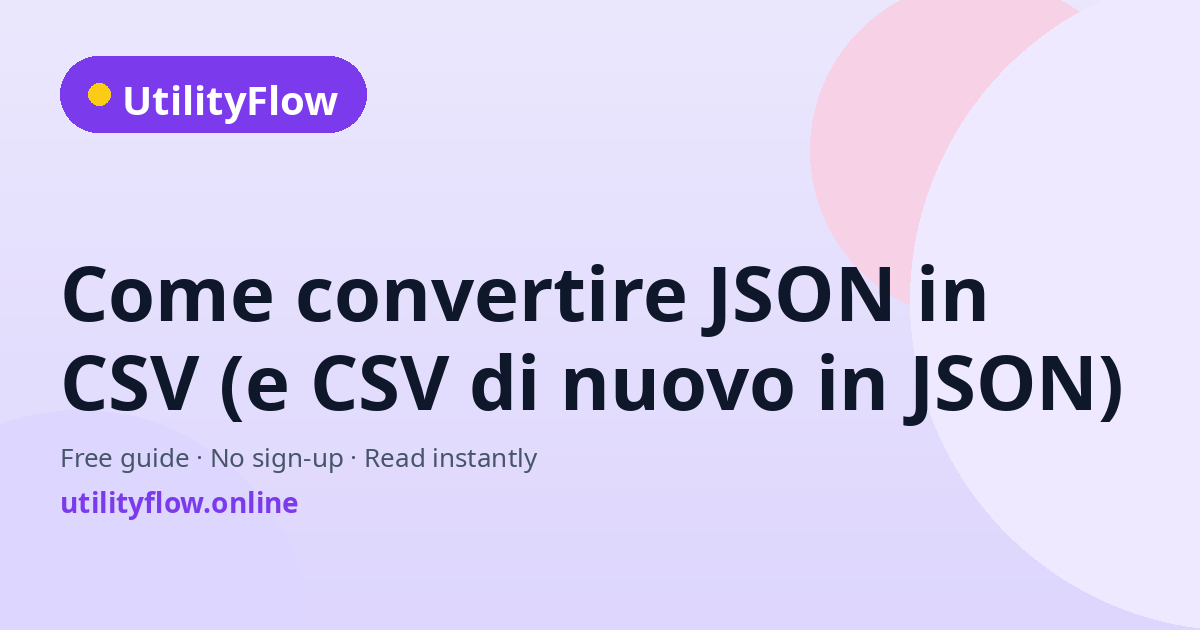 UtilityFlow
Come convertire JSON in
CSV (e CSV di nuovo in JSON)
Free guide · No sign-up · Read instantly
utilityflow.online